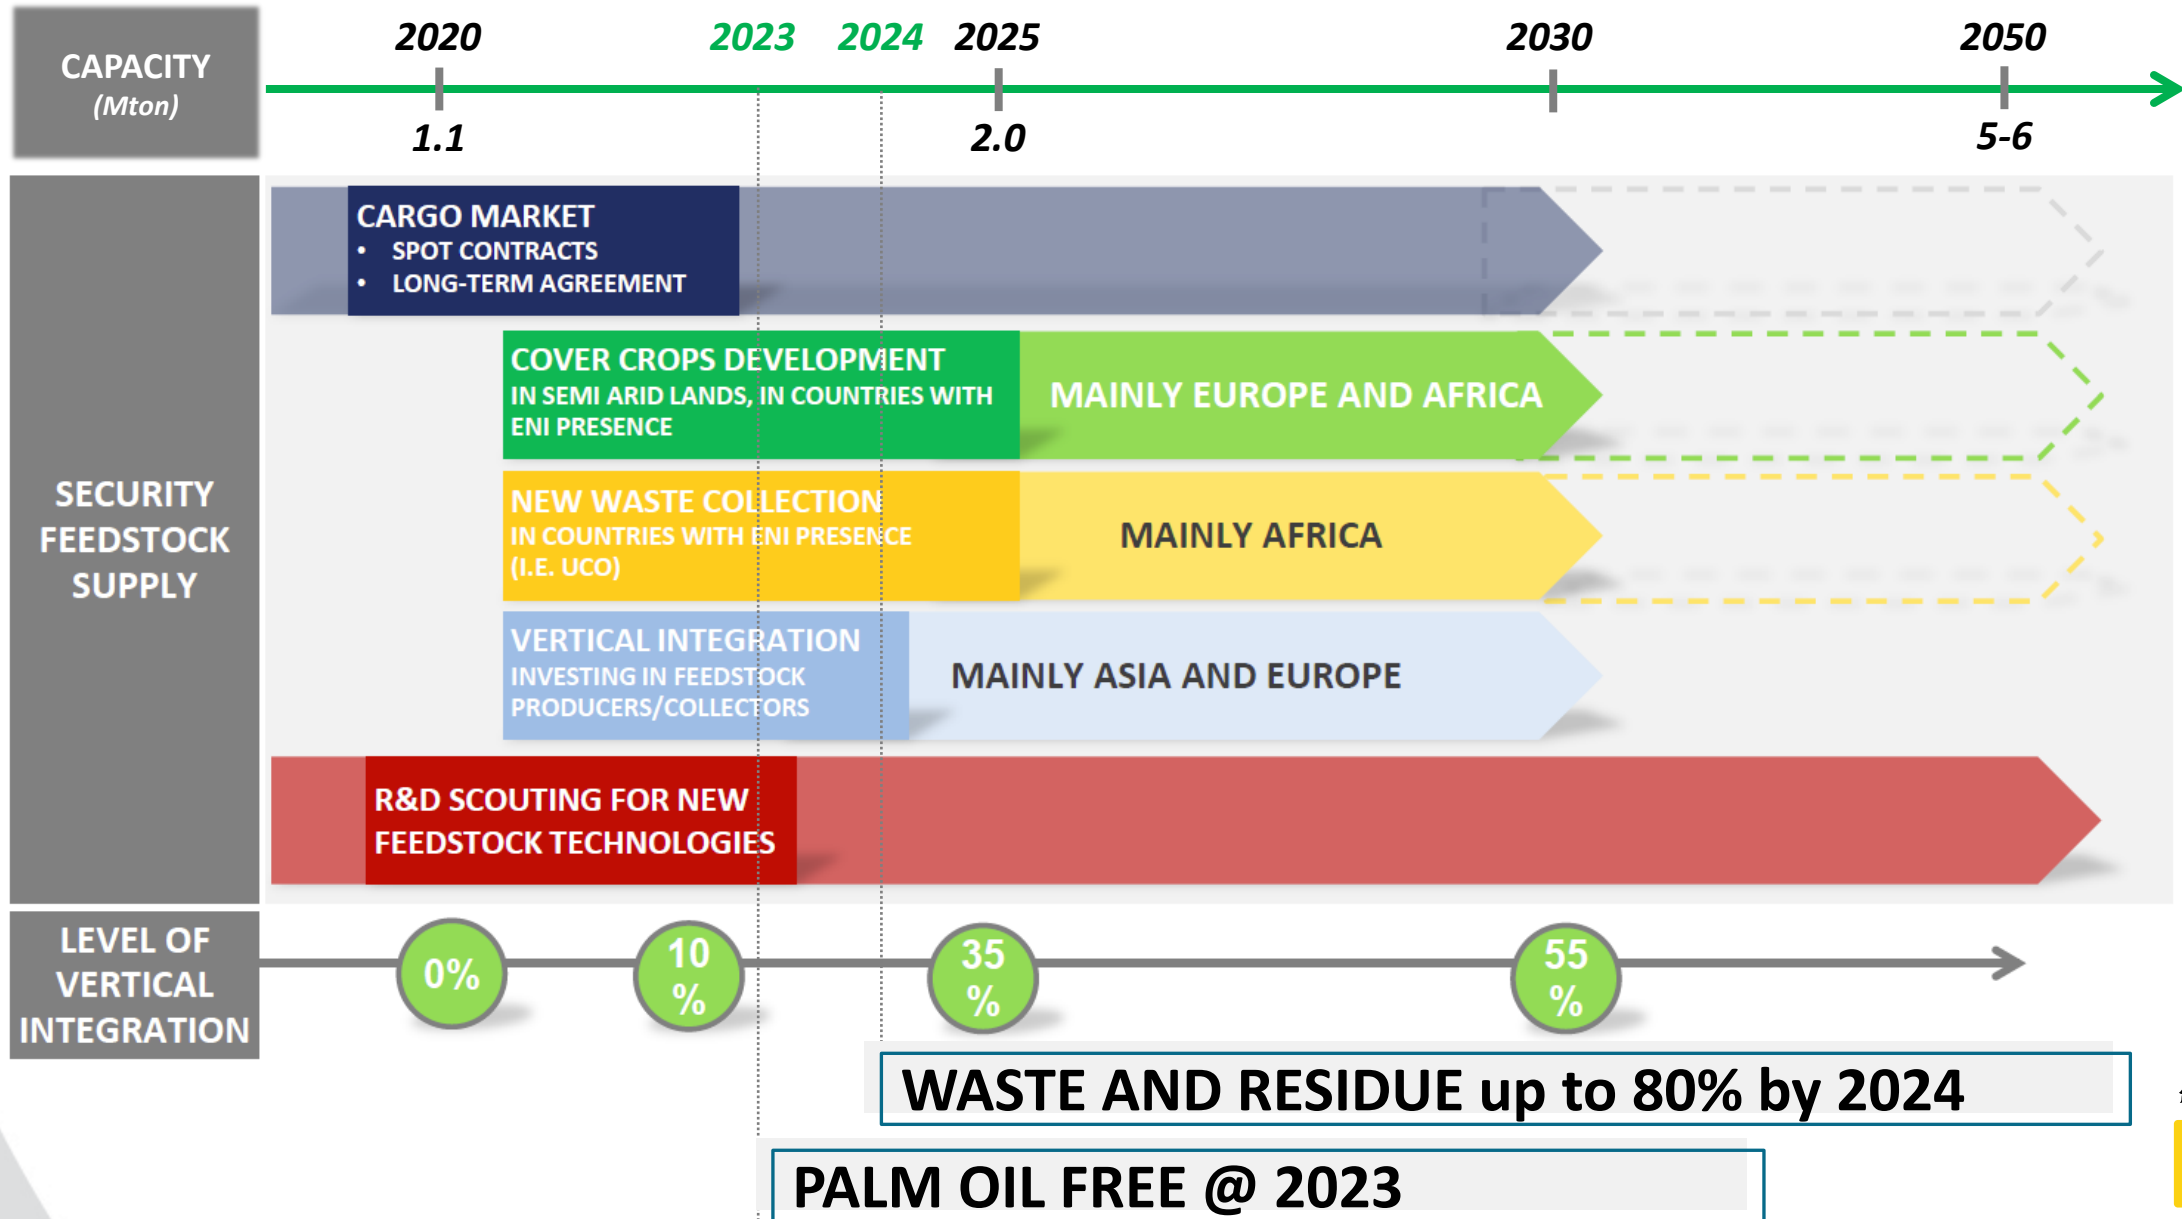 CAPACITY
(Mton)
2020 2023 2024 2025 2030 2050
1.1 2.0 5-6
SECURITY
FEEDSTOCK
SUPPLY
CARGO MARKET
• SPOT CONTRACTS
• LONG-TERM AGREEMENT
COVER CROPS DEVELOPMENT
IN SEMI ARID LANDS, IN COUNTRIES WITH
ENI PRESENCE
MAINLY EUROPE AND AFRICA
NEW WASTE COLLECTION
IN COUNTRIES WITH ENI PRESENCE
(I.E. UCO)
MAINLY AFRICA
VERTICAL INTEGRATION
INVESTING IN FEEDSTOCK
PRODUCERS/COLLECTORS
MAINLY ASIA AND EUROPE
R&D SCOUTING FOR NEW
FEEDSTOCK TECHNOLOGIES
LEVEL OF
VERTICAL
INTEGRATION
0%
10
%
35
%
55
%
WASTE AND RESIDUE up to 80% by 2024
PALM OIL FREE @ 2023